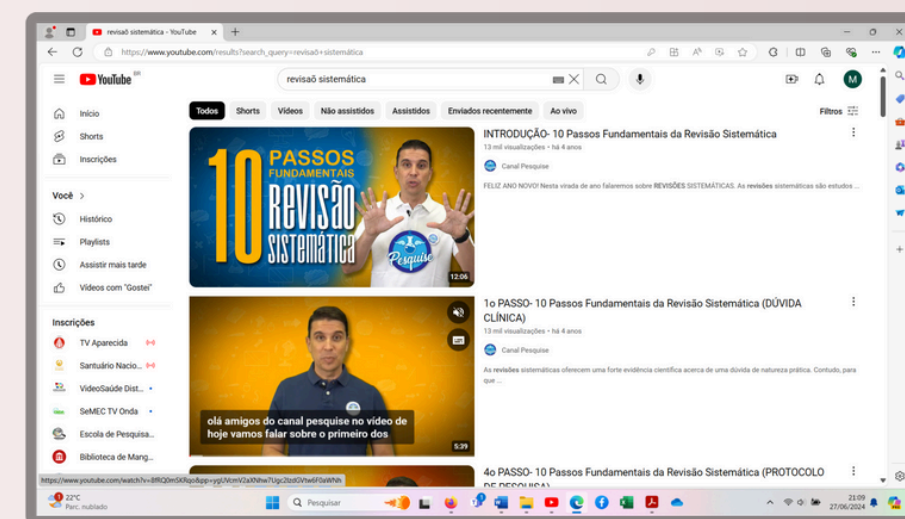 revisaõ sistemática - YouTube
https://www.youtube.com/results?search_query=revisaõ+sistemática
YouTube BR
revisaõ sistemática
M
Início
Shorts
Inscrições
Você >
Histórico
Playlists
Assistir mais tarde
Vídeos com "Gostei"
Inscrições
TV Aparecida
Santuário Nacio...
VideoSaúde Dist...
SeMEC TV Onda
Escola de Pesquisa...
Biblioteca de Mang...
Todos Shorts Vídeos Não assistidos Assistidos Enviados recentemente Ao vivo Filtros
10 PASSOS
FUNDAMENTAIS
REVISÃO
SISTEMÁTICA
Pesquise
12:06
INTRODUÇÃO- 10 Passos Fundamentais da Revisão Sistemática
13 mil visualizações • há 4 anos
Canal Pesquise
FELIZ ANO NOVO! Nesta virada de ano falaremos sobre REVISÕES SISTEMÁTICAS. As revisões sistemáticas são estudos ...
olá amigos do canal pesquise no vídeo de
hoje vamos falar sobre o primeiro dos
5:39
1o PASSO- 10 Passos Fundamentais da Revisão Sistemática (DÚVIDA
CLÍNICA)
13 mil visualizações • há 4 anos
Canal Pesquise
As revisões sistemáticas oferecem uma forte evidência científica acerca de uma dúvida de natureza prática. Contudo, para
que ...
4o PASSO- 10 Passos Fundamentais da Revisão Sistemática (PROTOCOLO
DE PESQUISA)
22°C
Parc. nublado
Pesquisar
21:09
27/06/2024